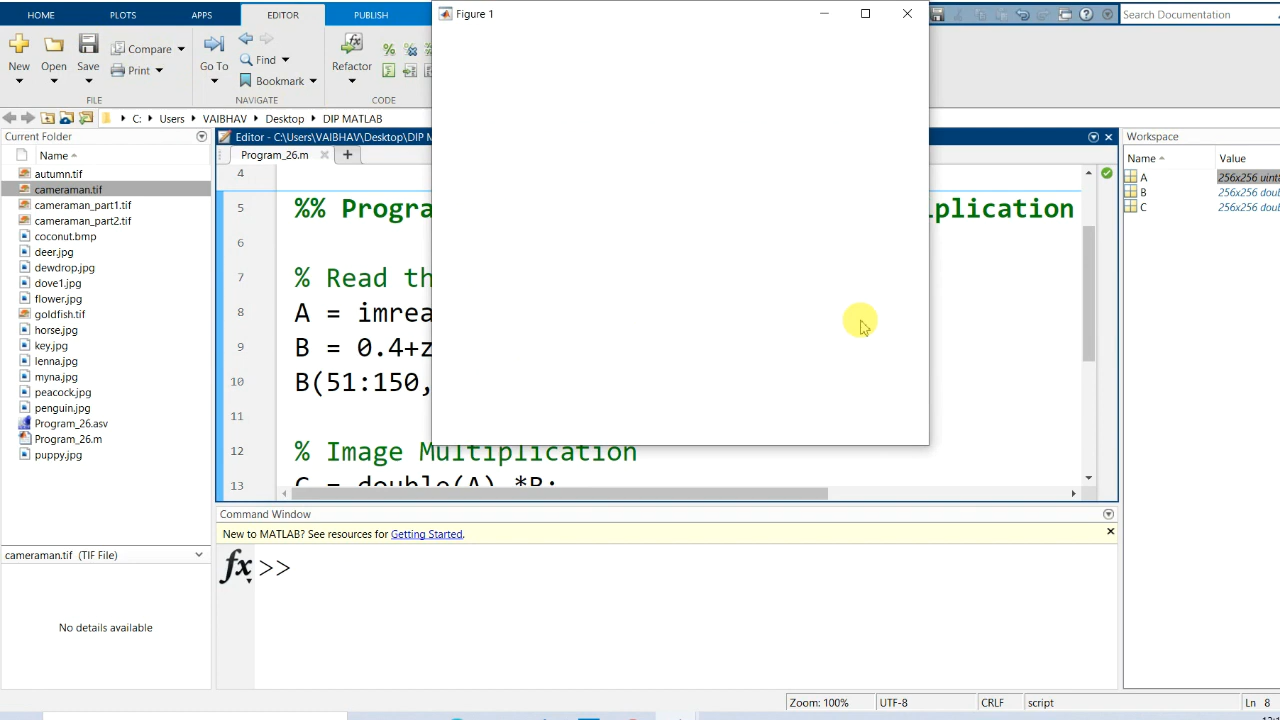 HOME PLOTS APPS EDITOR PUBLISH
Figure 1
Search Documentation
New Open Save Compare Print
Go To Find Bookmark
Refactor
FILE NAVIGATE CODE
C: Users VAIBHAV Desktop DIP MATLAB
Current Folder
Name
autumn.tif
cameraman.tif
cameraman_part1.tif
cameraman_part2.tif
coconut.bmp
deer.jpg
dewdrop.jpg
dove1.jpg
flower.jpg
goldfish.tif
horse.jpg
key.jpg
lenna.jpg
myna.jpg
peacock.jpg
penguin.jpg
Program_26.asv
Program_26.m
puppy.jpg
cameraman.tif (TIF File)
No details available
Editor - C:\Users\VAIBHAV\Desktop\DIP M
Program_26.m +
4
5 %% Progra plication
6
7 % Read th
8 A = imrea
9 B = 0.4+z
10 B(51:150,
11
12 % Image Multiplication
13 C = double(A).*B;
Command Window
New to MATLAB? See resources for Getting Started.
fx >>
Workspace
Name Value
A 256x256 uint
B 256x256 doub
C 256x256 doub
Zoom: 100% UTF-8 CRLF script Ln 8